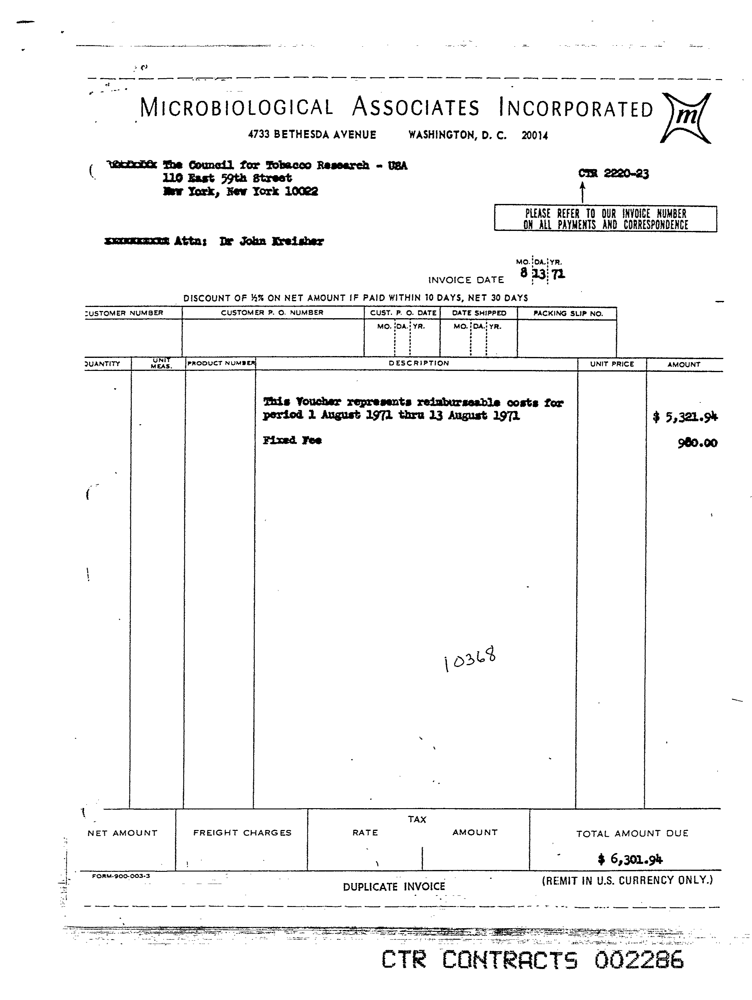 MICROBIOLOGICAL ASSOCIATES INCORPORATED m
4733 BETHESDA AVENUE WASHINGTON, D. C. 20014
The Council for Tobacco Research - USA
110 East 59th Street
New York, New York 10022
CTR 2220-23
PLEASE REFER TO OUR INVOICE NUMBER
ON ALL PAYMENTS AND CORRESPONDENCE
Attn: Dr John Kreisher
MO. DA. YR.
INVOICE DATE 8 13 71
DISCOUNT OF ½% ON NET AMOUNT IF PAID WITHIN 10 DAYS, NET 30 DAYS
CUSTOMER NUMBER CUSTOMER P. O. NUMBER CUST. P. O. DATE DATE SHIPPED PACKING SLIP NO.
MO. DA. YR. MO. DA. YR.
QUANTITY UNIT MEAS. PRODUCT NUMBER DESCRIPTION UNIT PRICE AMOUNT
This Voucher represents reimburseable costs for
period 1 August 1971 thru 13 August 1971 $ 5,321.94
Fixed Fee 980.00
10368
TAX
NET AMOUNT FREIGHT CHARGES RATE AMOUNT TOTAL AMOUNT DUE
$ 6,301.94
FORM-900-003-3
DUPLICATE INVOICE (REMIT IN U.S. CURRENCY ONLY.)
CTR CONTRACTS 002286